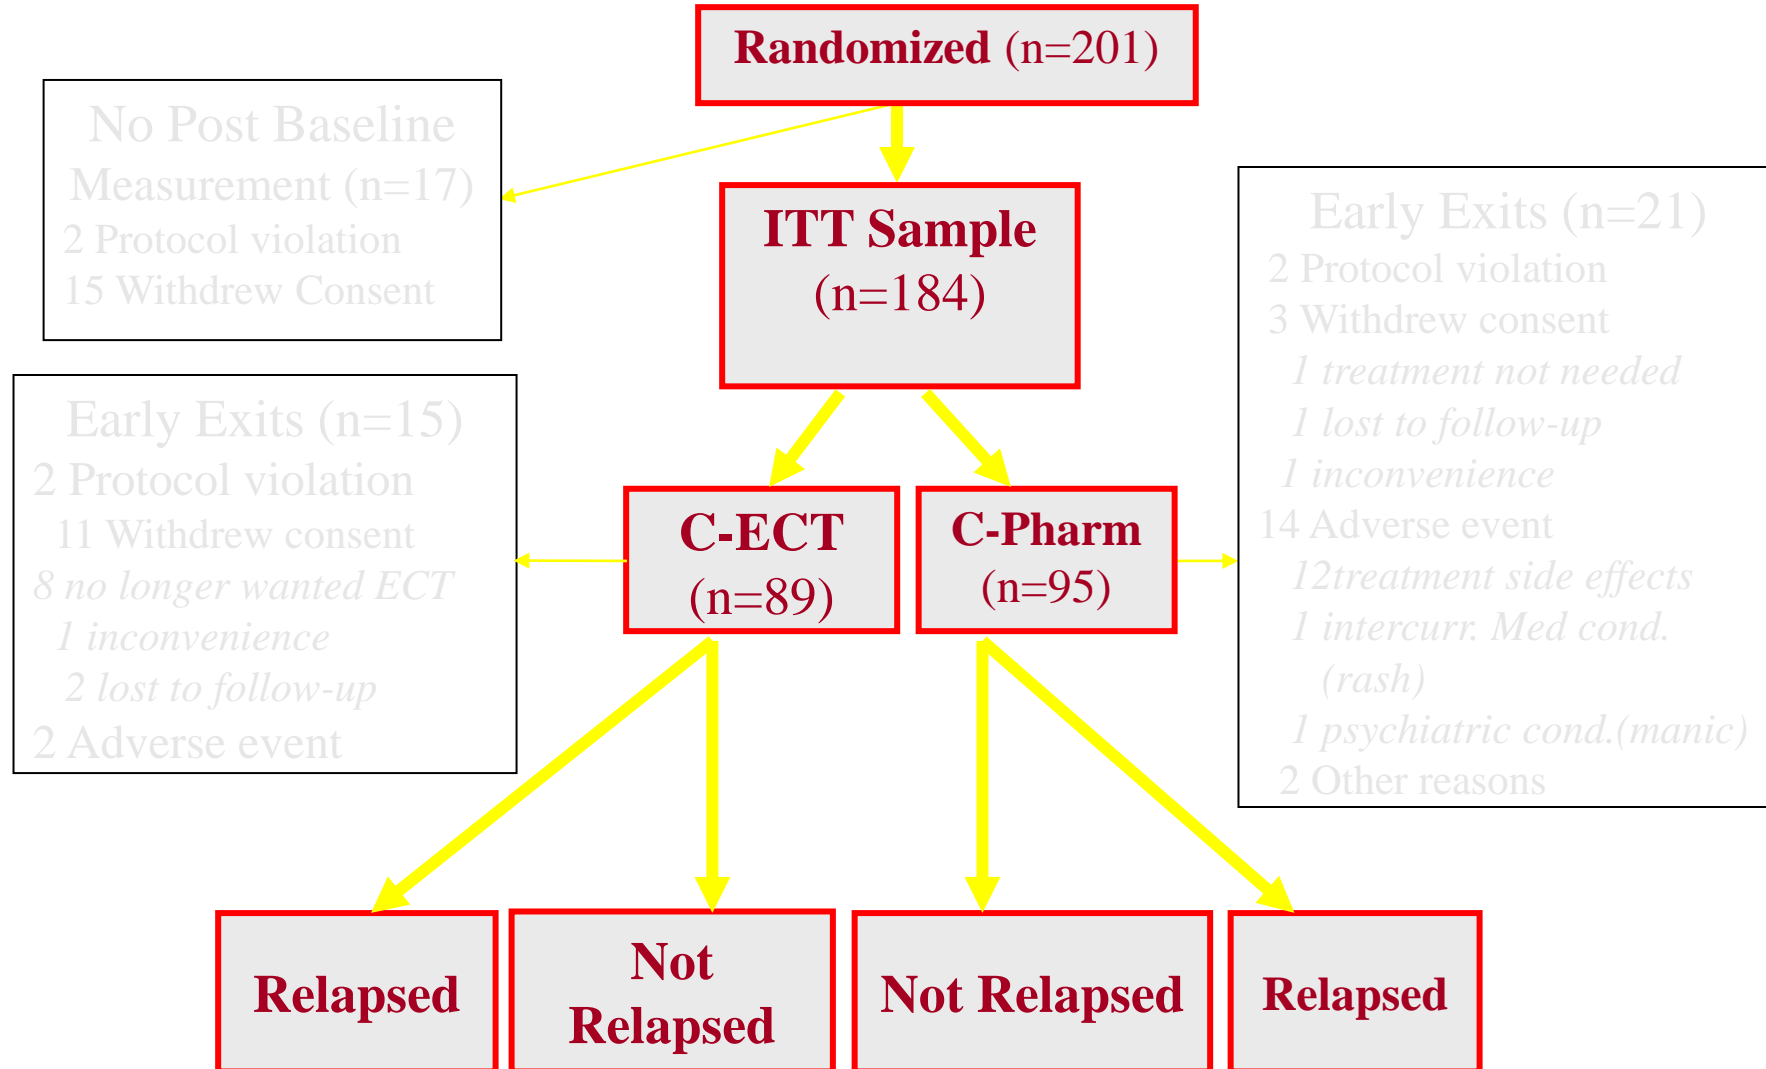 Randomized (n=201)
No Post Baseline
Measurement (n=17)
2 Protocol violation
15 Withdrew Consent
ITT Sample
(n=184)
Early Exits (n=21)
2 Protocol violation
3 Withdrew consent
1 treatment not needed
1 lost to follow-up
1 inconvenience
14 Adverse event
12treatment side effects
1 intercurr. Med cond.
(rash)
1 psychiatric cond.(manic)
2 Other reasons
Early Exits (n=15)
2 Protocol violation
11 Withdrew consent
8 no longer wanted ECT
1 inconvenience
2 lost to follow-up
2 Adverse event
C-ECT
(n=89)
C-Pharm
(n=95)
Relapsed
Not
Relapsed
Not Relapsed
Relapsed